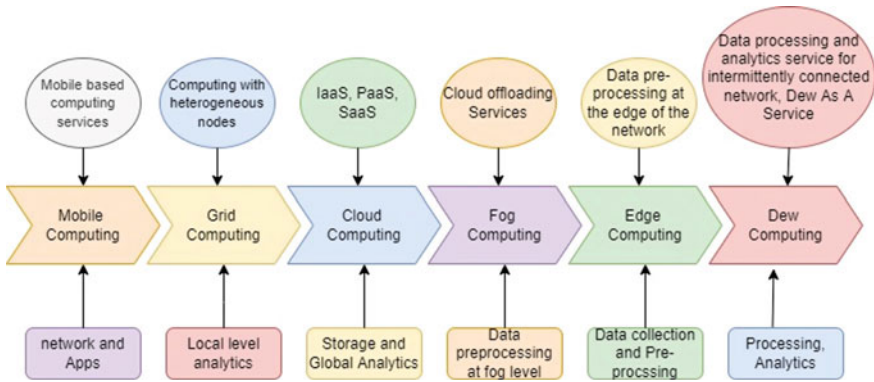 Mobile based
computing
services
Computing with
heterogeneous
nodes
IaaS, PaaS,
SaaS
Cloud offloading
Services
Data pre-
processing at
the edge of the
network
Data processing and
analytics service for
intermittently connected
network, Dew As A
Service
Mobile
Computing
Grid
Computing
Cloud
Computing
Fog
Computing
Edge
Computing
Dew
Computing
network and
Apps
Local level
analytics
Storage and
Global Analytics
Data
preprocessing
at fog level
Data collection
and Pre-
procssing
Processing,
Analytics